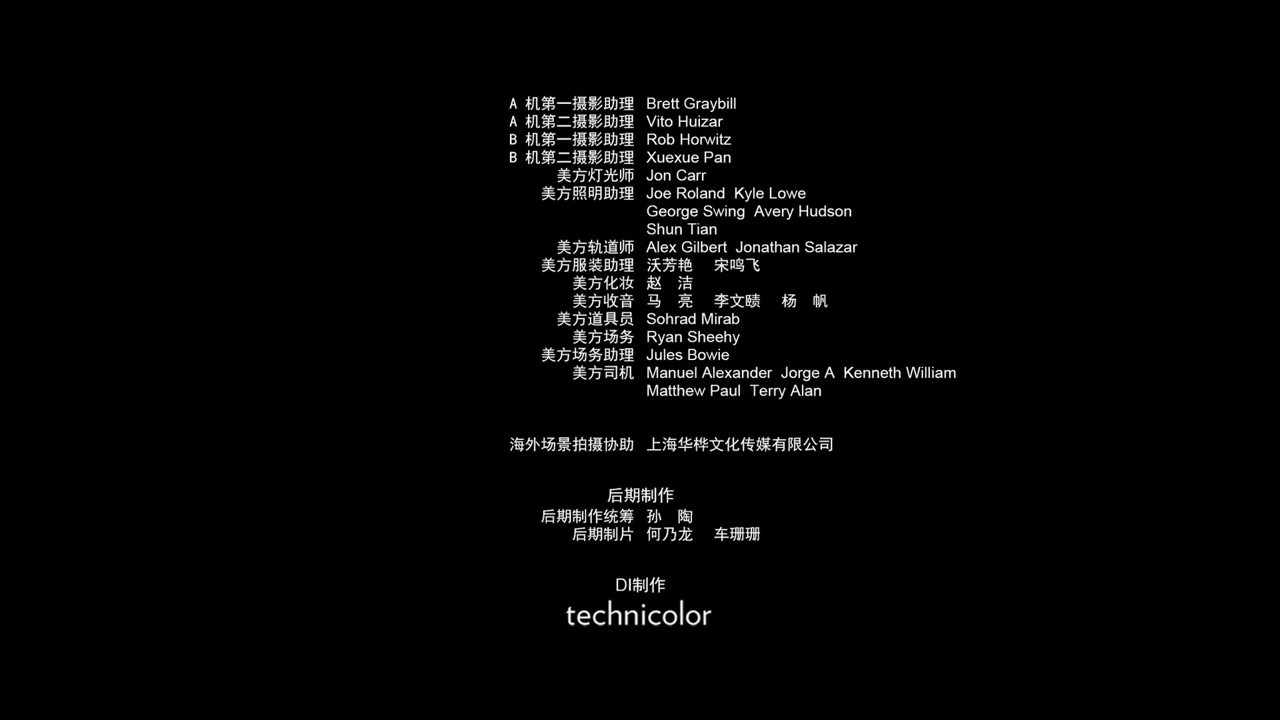 A 机第一摄影助理 Brett Graybill
A 机第二摄影助理 Vito Huizar
B 机第一摄影助理 Rob Horwitz
B 机第二摄影助理 Xuexue Pan
美方灯光师 Jon Carr
美方照明助理 Joe Roland Kyle Lowe
George Swing Avery Hudson
Shun Tian
美方轨道师 Alex Gilbert Jonathan Salazar
美方服装助理 沃芳艳 宋鸣飞
美方化妆 赵 洁
美方收音 马 亮 李文赜 杨 帆
美方道具员 Sohrad Mirab
美方场务 Ryan Sheehy
美方场务助理 Jules Bowie
美方司机 Manuel Alexander Jorge A Kenneth William
Matthew Paul Terry Alan
海外场景拍摄协助 上海华桦文化传媒有限公司
后期制作
后期制作统筹 孙 陶
后期制片 何乃龙 车珊珊
DI制作
technicolor